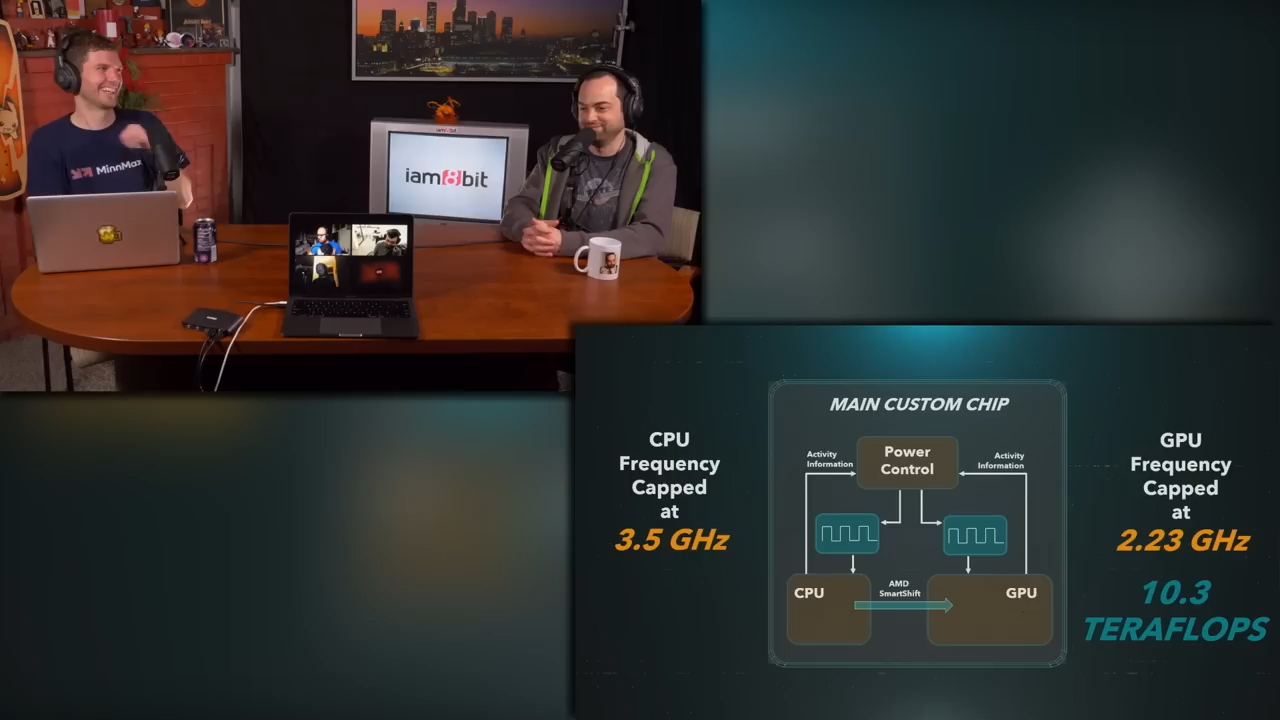 MinnMax
iam8bit
iam8bit
MAIN CUSTOM CHIP
CPU
Frequency
Capped
at
3.5 GHz
Activity
Information
Power
Control
Activity
Information
CPU
AMD
SmartShift
GPU
GPU
Frequency
Capped
at
2.23 GHz
10.3
TERAFLOPS